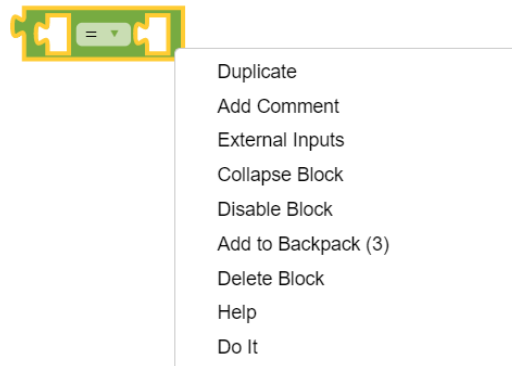 =
Duplicate
Add Comment
External Inputs
Collapse Block
Disable Block
Add to Backpack (3)
Delete Block
Help
Do It